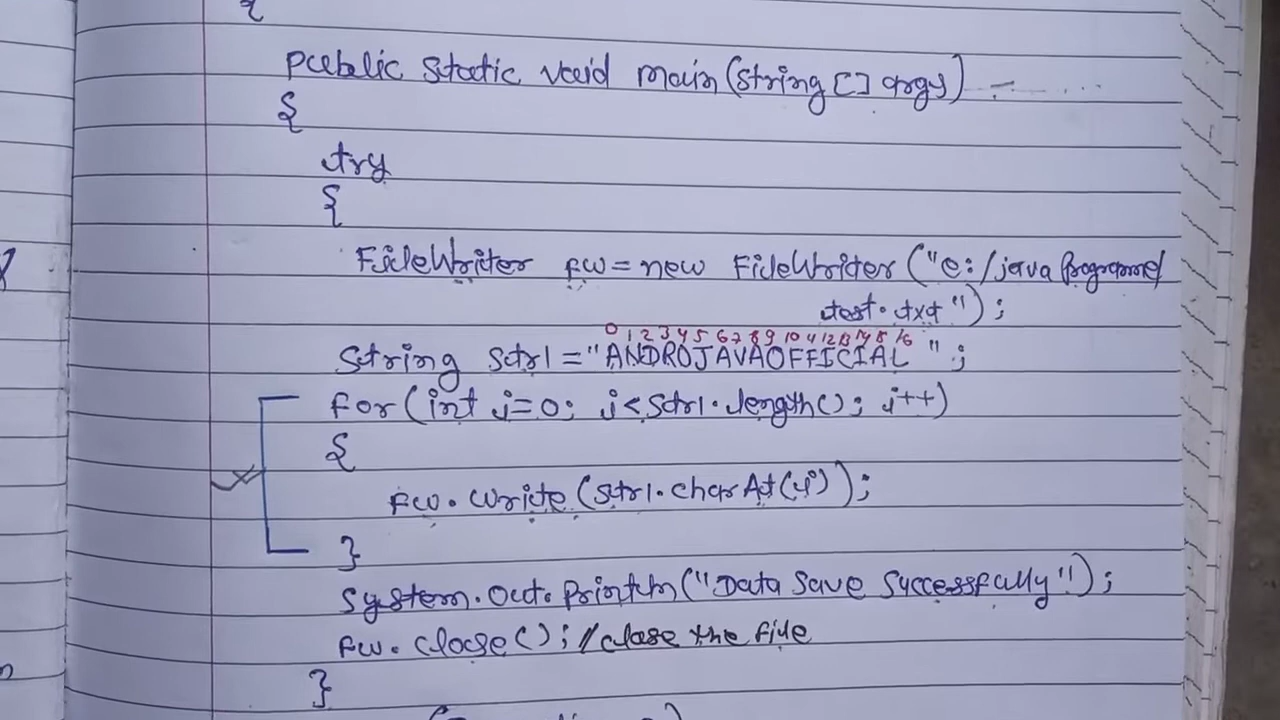 {
public static void main(String [] args)
{
try
{
FileWriter fw = new FileWriter("e:/java Programme/
test.txt");
0 1 2 3 4 5 6 7 8 9 10 11 12 13 14 15 16
String str1 = "ANDROJAVAOFFICIAL";
for(int i=0; i<str1.length(); i++)
{
fw.write(str1.charAt(i));
}
System.out.println("Data Save Successfully");
fw.close(); //close the file
}